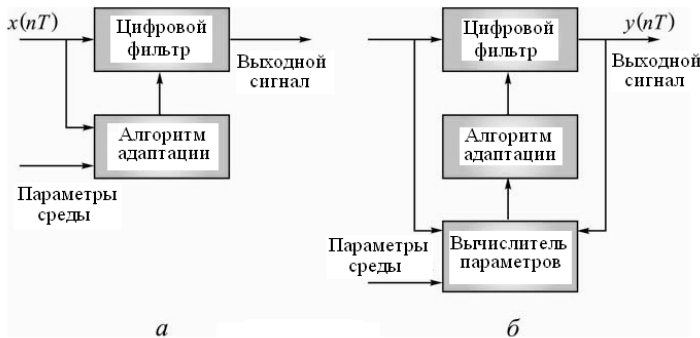 x(nT)
Цифровой
фильтр
Выходной
сигнал
Алгоритм
адаптации
Параметры
среды
а
Цифровой
фильтр
y(nT)
Выходной
сигнал
Алгоритм
адаптации
Параметры
среды
Вычислитель
параметров
б